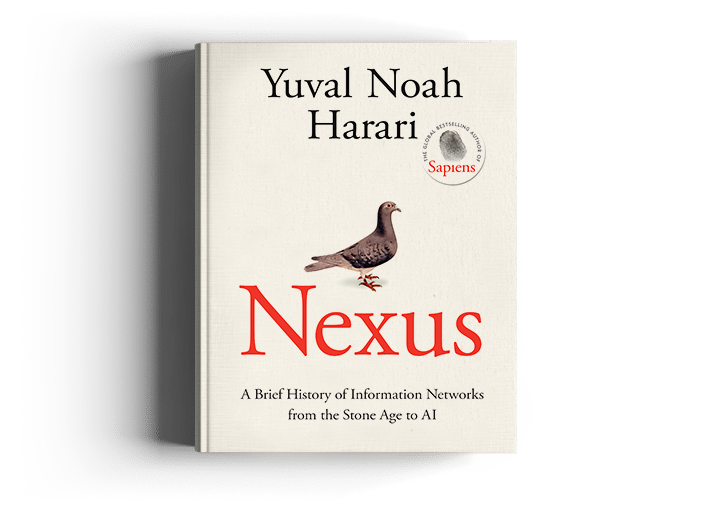 Yuval Noah
Harari
THE GLOBAL BESTSELLING AUTHOR OF
Sapiens
Nexus
A Brief History of Information Networks
from the Stone Age to AI